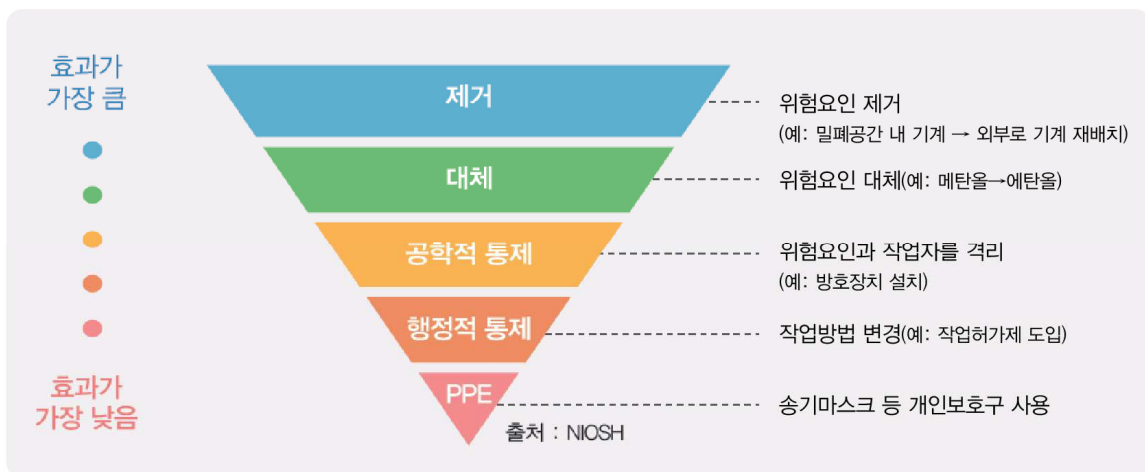 효과가
가장 큼
효과가
가장 낮음
제거
대체
공학적 통제
행정적 통제
PPE
출처 : NIOSH
위험요인 제거
(예: 밀폐공간 내 기계 → 외부로 기계 재배치)
위험요인 대체(예: 메탄올→에탄올)
위험요인과 작업자를 격리
(예: 방호장치 설치)
작업방법 변경(예: 작업허가제 도입)
송기마스크 등 개인보호구 사용